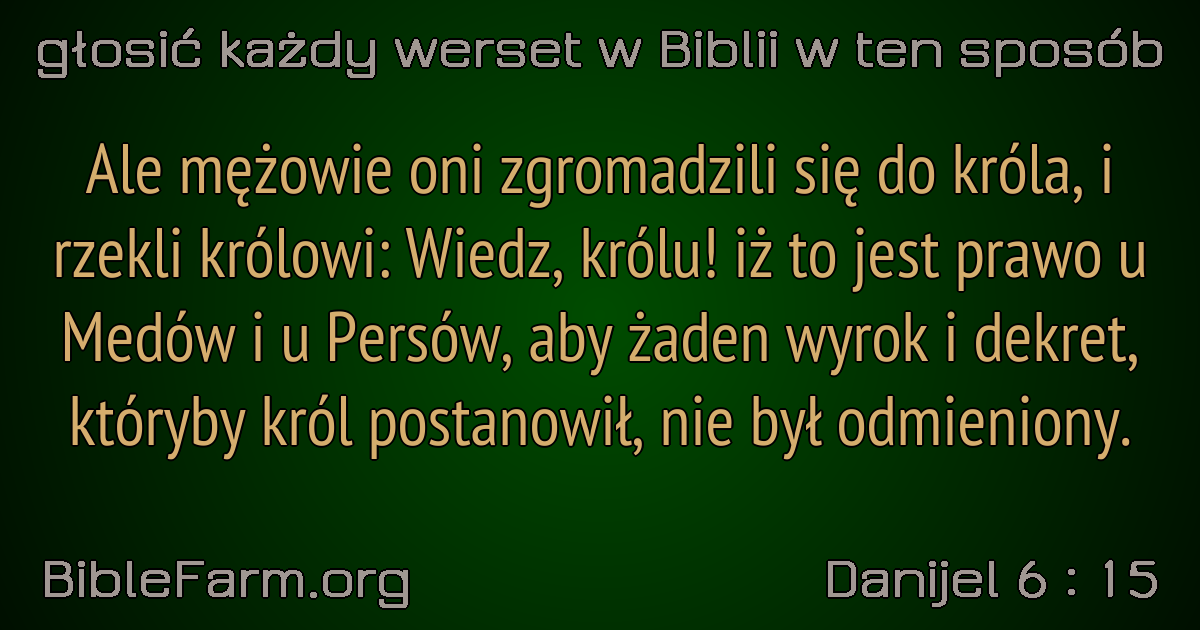 głosić każdy werset w Biblii w ten sposób
Ale mężowie oni zgromadzili się do króla, i
rzekli królowi: Wiedz, królu! iż to jest prawo u
Medów i u Persów, aby żaden wyrok i dekret,
któryby król postanowił, nie był odmieniony.
BibleFarm.org
Danijel 6 : 15